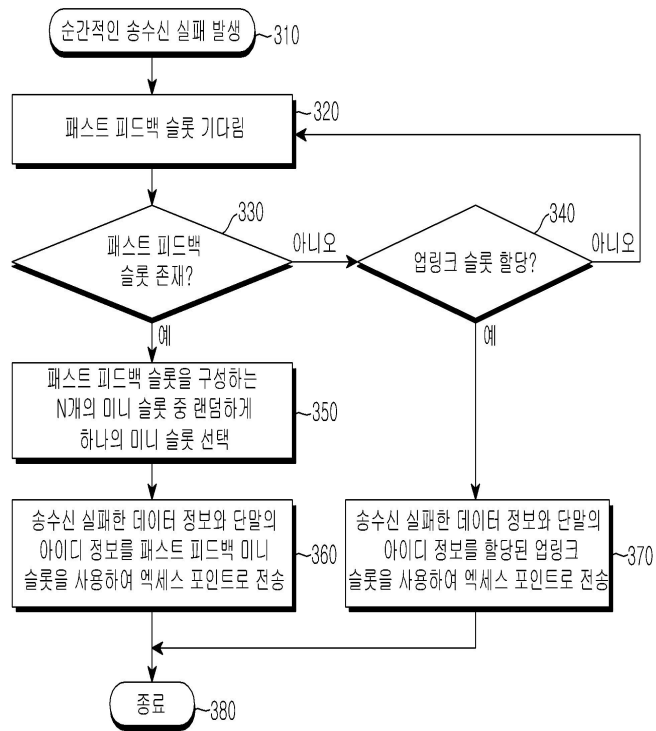 순간적인 송수신 실패 발생
310
320
패스트 피드백 슬롯 기다림
330
패스트 피드백
슬롯 존재?
아니오
340
업링크 슬롯 할당?
아니오
예
예
패스트 피드백 슬롯을 구성하는
N개의 미니 슬롯 중 랜덤하게
하나의 미니 슬롯 선택
350
송수신 실패한 데이터 정보와 단말의
아이디 정보를 패스트 피드백 미니
슬롯을 사용하여 엑세스 포인트로 전송
360
송수신 실패한 데이터 정보와 단말의
아이디 정보를 할당된 업링크
슬롯을 사용하여 엑세스 포인트로 전송
370
종료
380